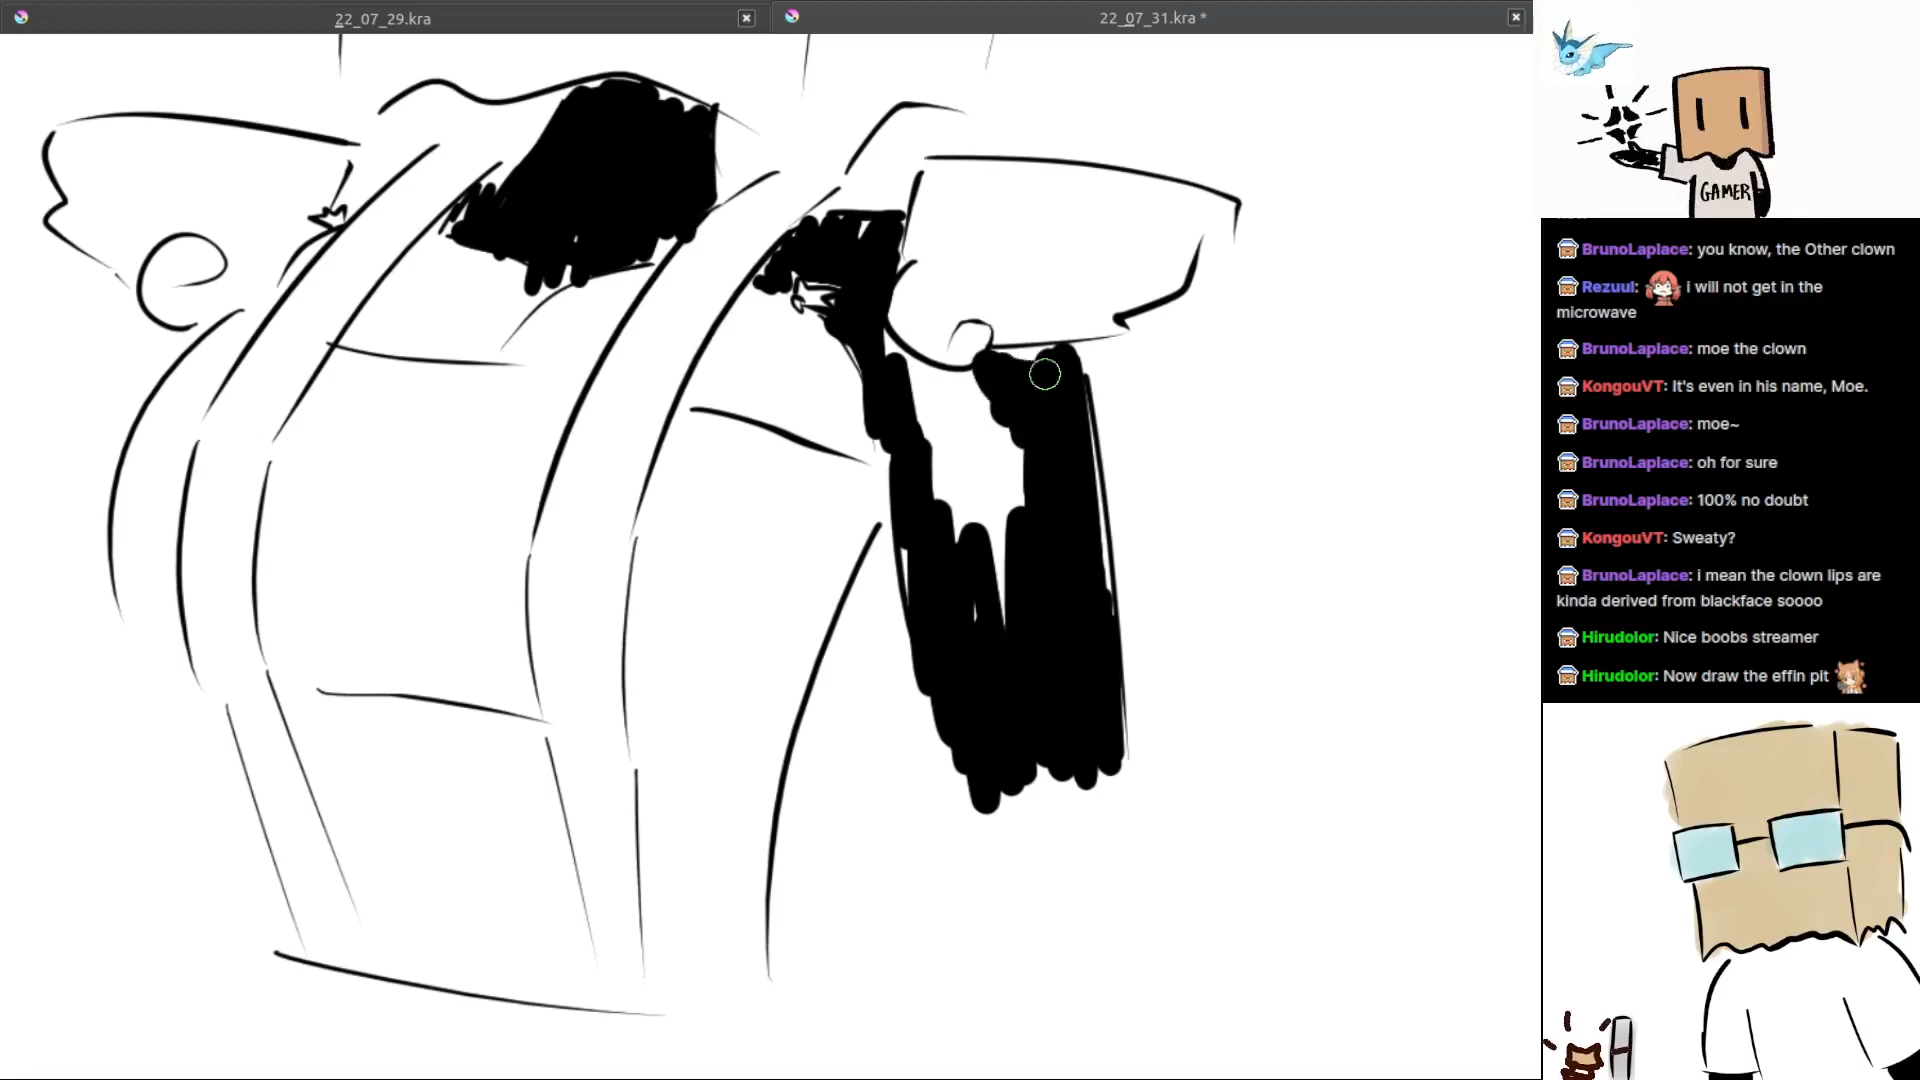 22_07_29.kra
22_07_31.kra *
GAMER
BrunoLaplace: you know, the Other clown
Rezuul: i will not get in the
microwave
BrunoLaplace: moe the clown
KongouVT: It's even in his name, Moe.
BrunoLaplace: moe~
BrunoLaplace: oh for sure
BrunoLaplace: 100% no doubt
KongouVT: Sweaty?
BrunoLaplace: i mean the clown lips are
kinda derived from blackface soooo
Hirudolor: Nice boobs streamer
Hirudolor: Now draw the effin pit